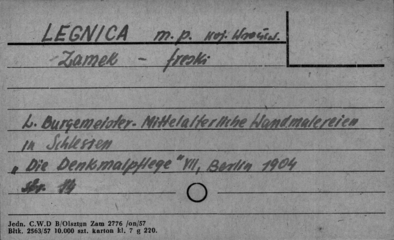 LEGNICA m. p. woj. Wrocław.
Zamek - freski
L. Burgemeister - Mittelalterliche Wandmalereien
in Schlesien
„Die Denkmalpflege" VII, Berlin 1904
str. 14
Jedn. C.W.D B/Olsztyn Zam 2776 /on/57
Bītk. 2563/57 10.000 szt. karton kl, 7 g 220.